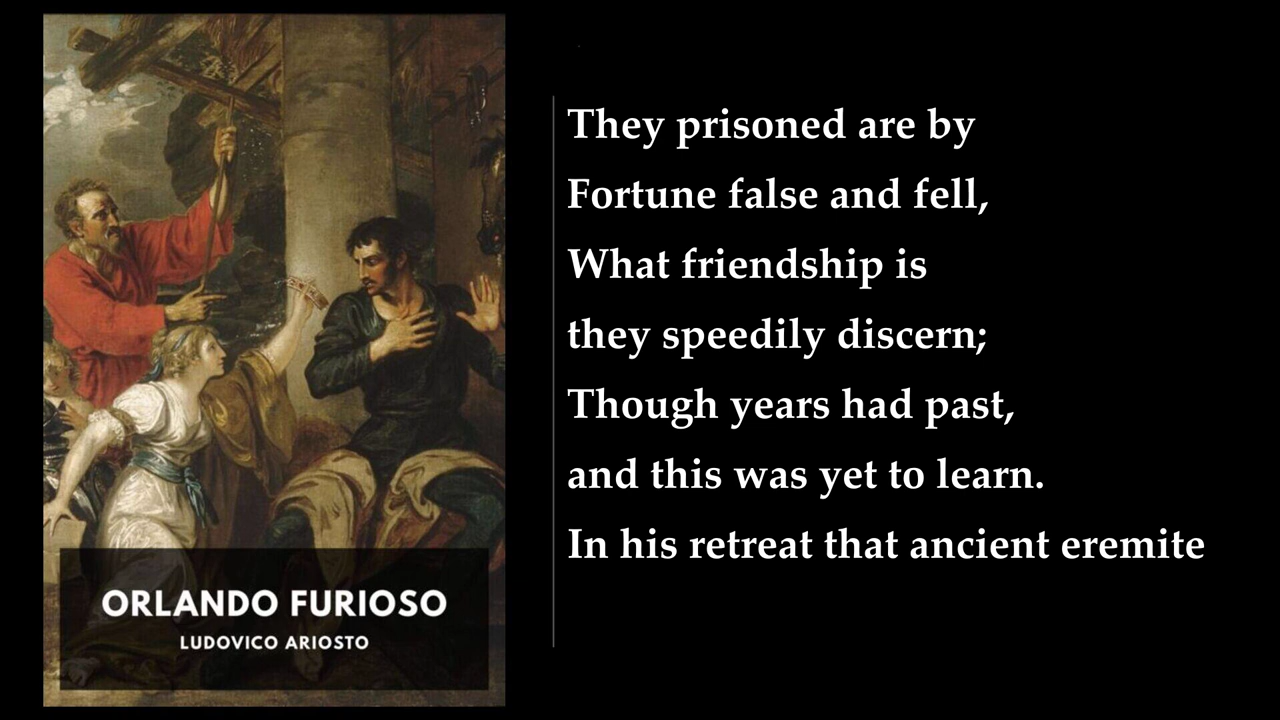 They prisoned are by
Fortune false and fell,
What friendship is
they speedily discern;
Though years had past,
and this was yet to learn.
In his retreat that ancient eremite
ORLANDO FURIOSO
LUDOVICO ARIOSTO